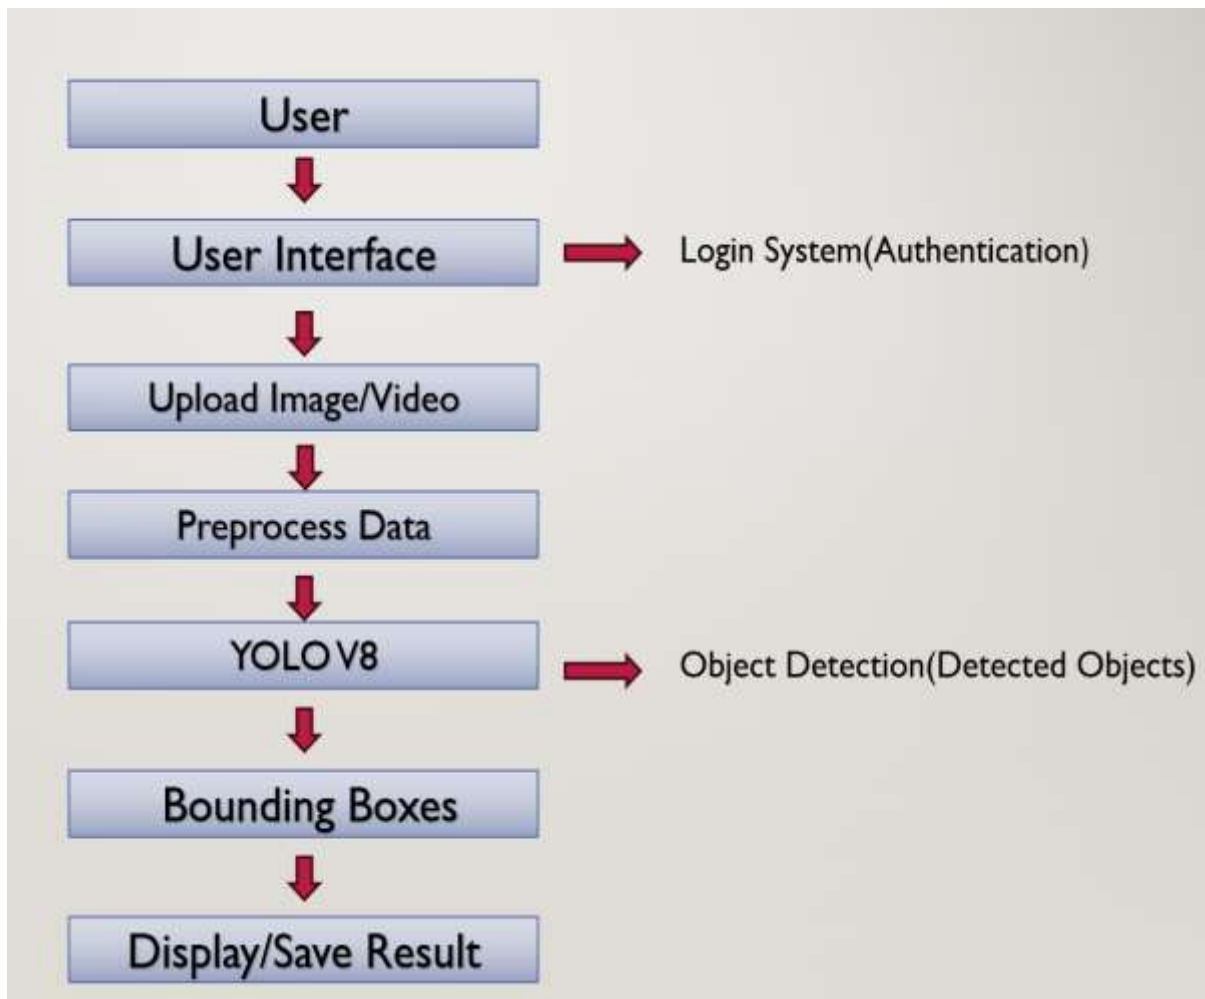 User
User Interface
Login System(Authentication)
Upload Image/Video
Preprocess Data
YOLO V8
Object Detection(Detected Objects)
Bounding Boxes
Display/Save Result